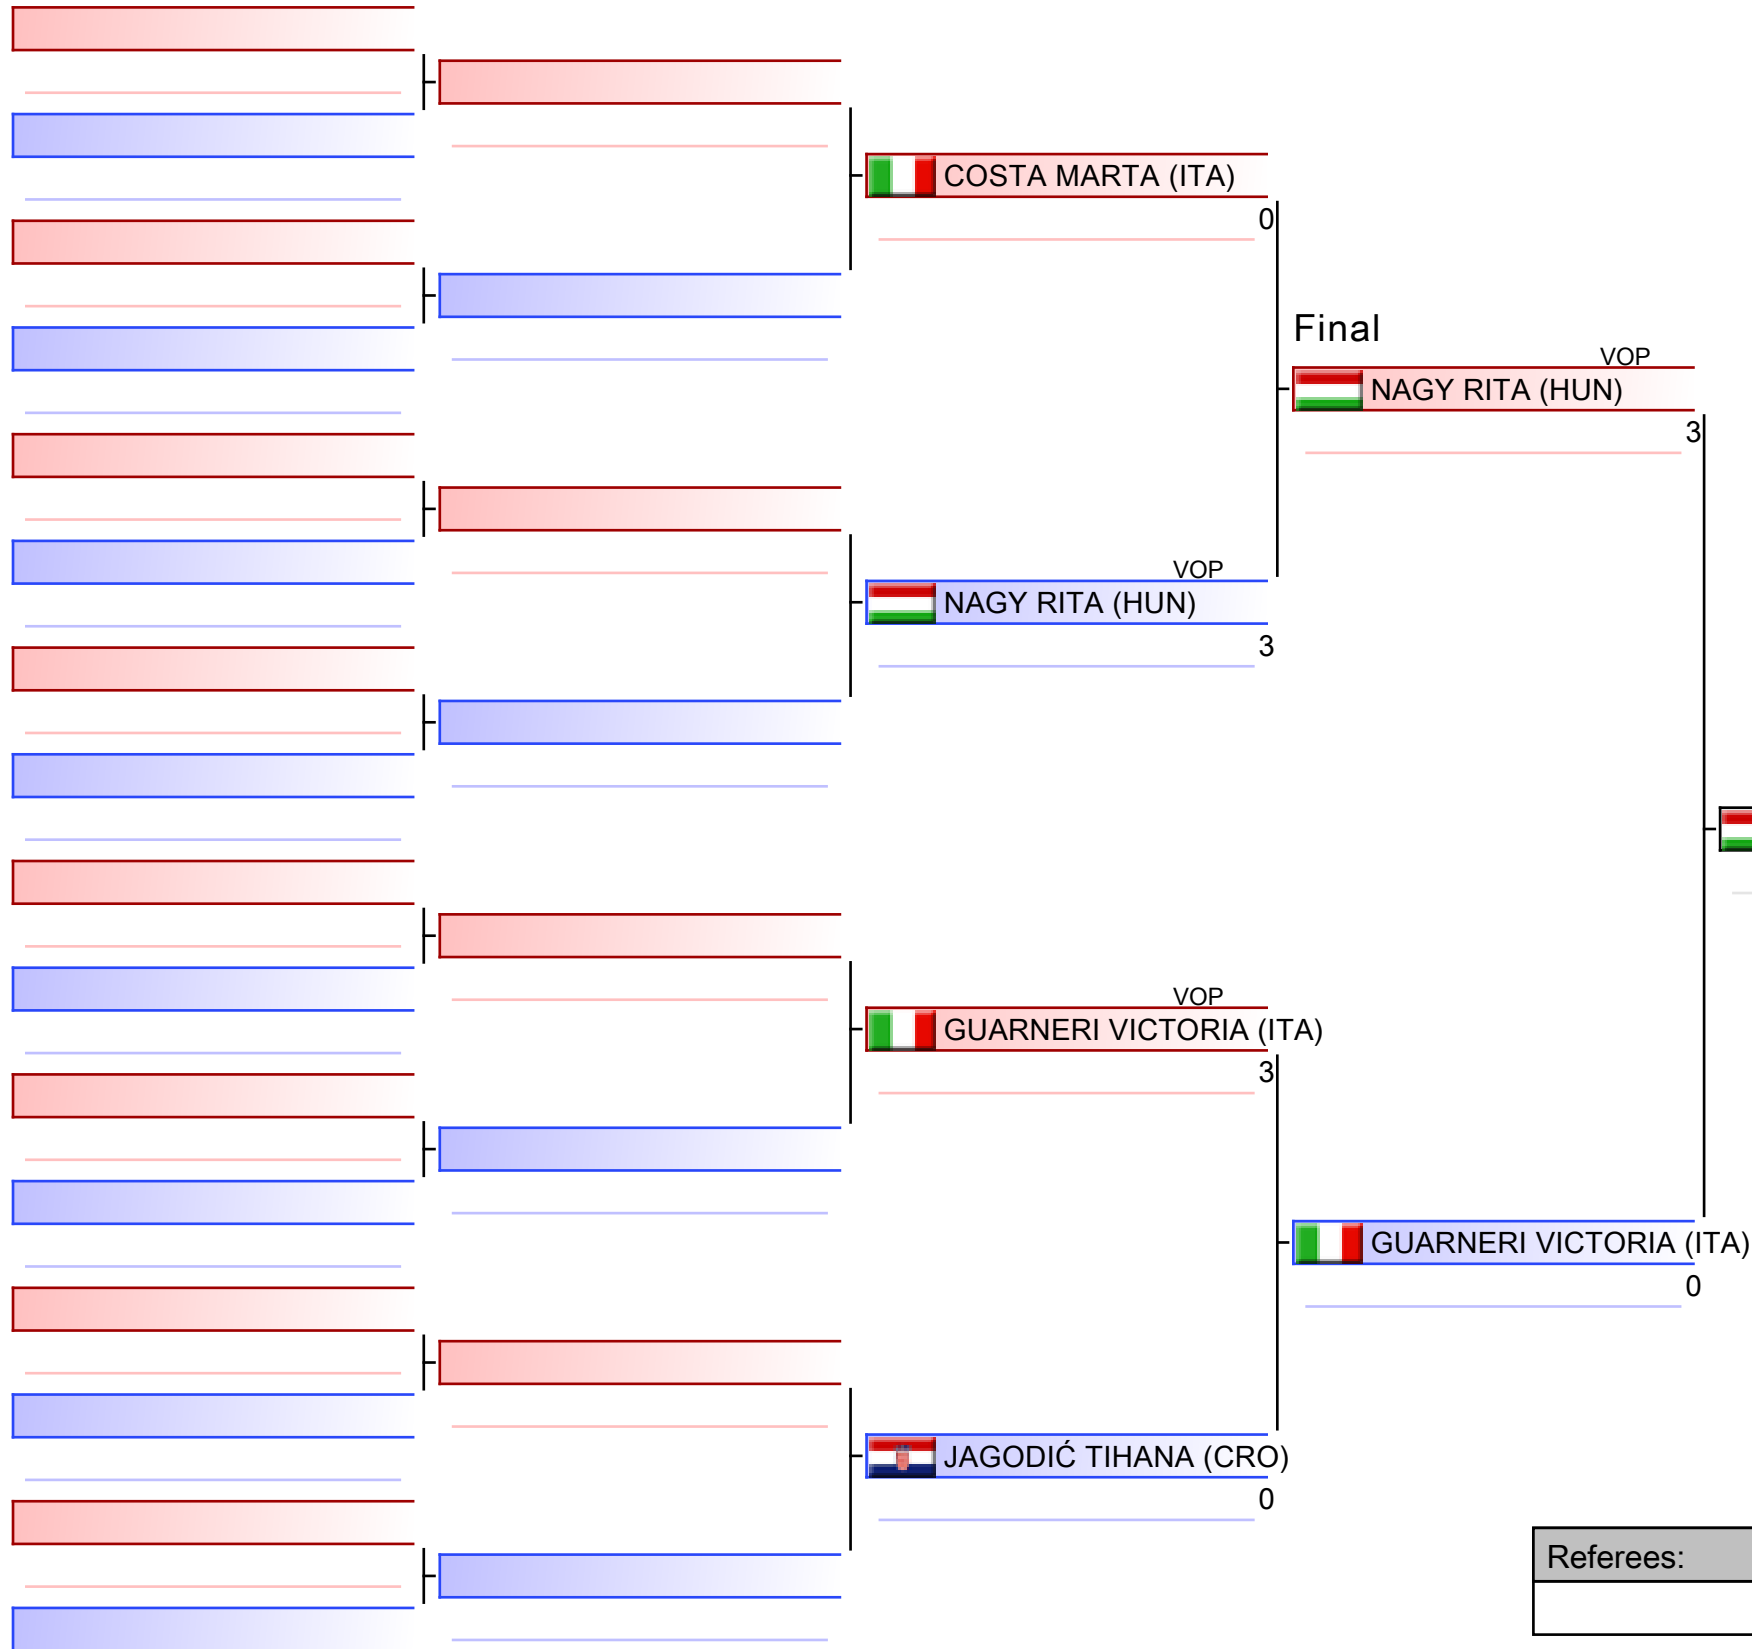 COSTA MARTA (ITA)
0
Final
VOP
NAGY RITA (HUN)
3
VOP
NAGY RITA (HUN)
3
VOP
GUARNERI VICTORIA (ITA)
3
GUARNERI VICTORIA (ITA)
0
JAGODIĆ TIHANA (CRO)
0
Referees: